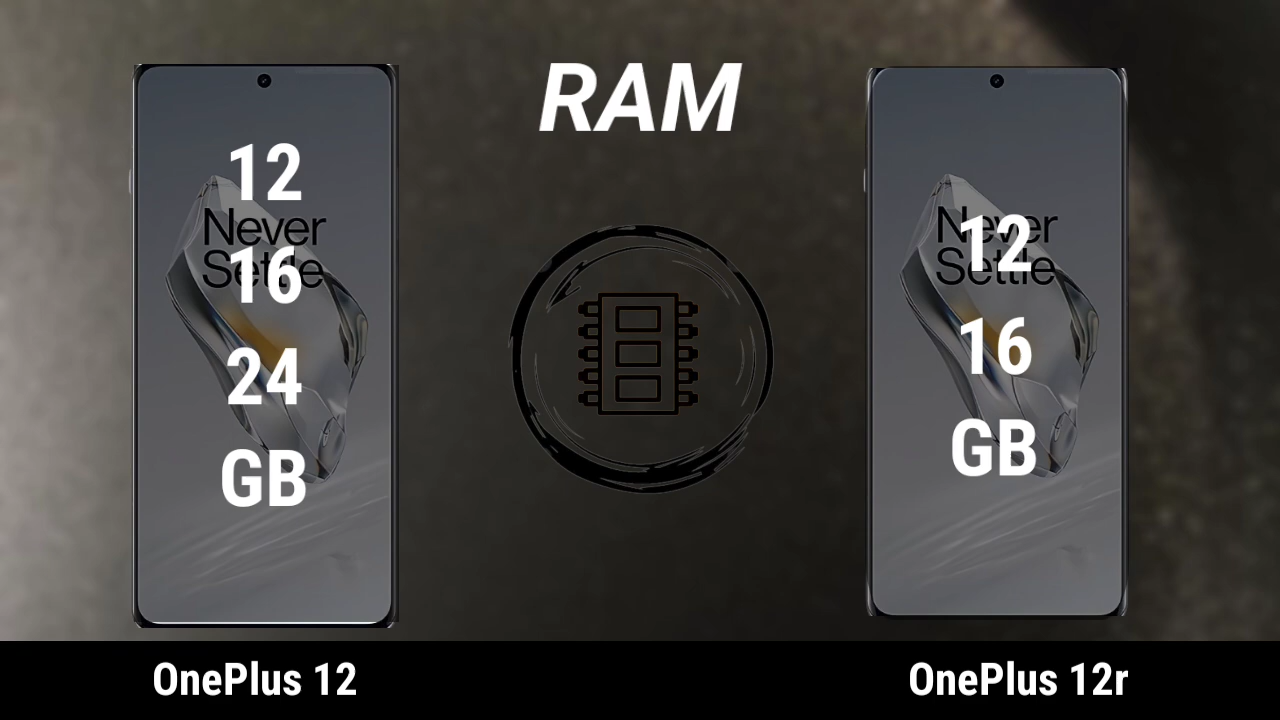 RAM
12
Never
Settle
16
24
GB
Never
12
Settle
16
GB
OnePlus 12
OnePlus 12r